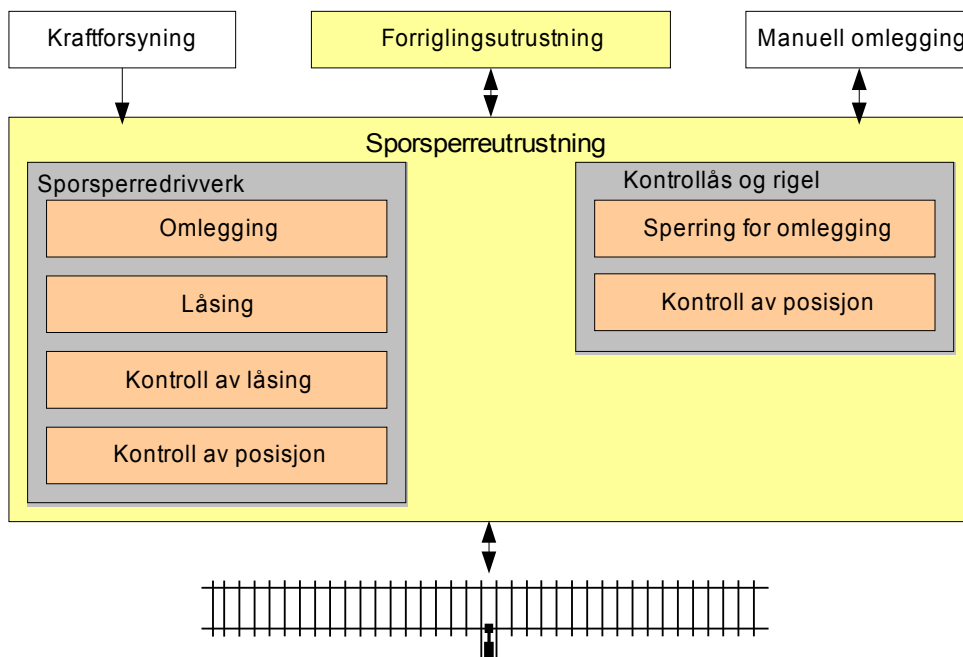 Kraftforsyning
Forriglingsutrustning
Manuell omlegging
Sporsperreutrustning
Sporsperredrivverk
Omlegging
Låsing
Kontroll av låsing
Kontroll av posisjon
Kontrollås og rigel
Sperring for omlegging
Kontroll av posisjon